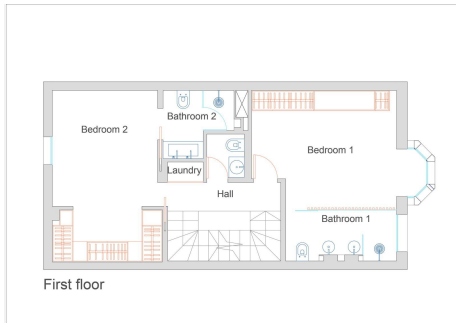 Bathroom 2
Bedroom 2
Bedroom 1
Laundry
Hall
Bathroom 1
First floor